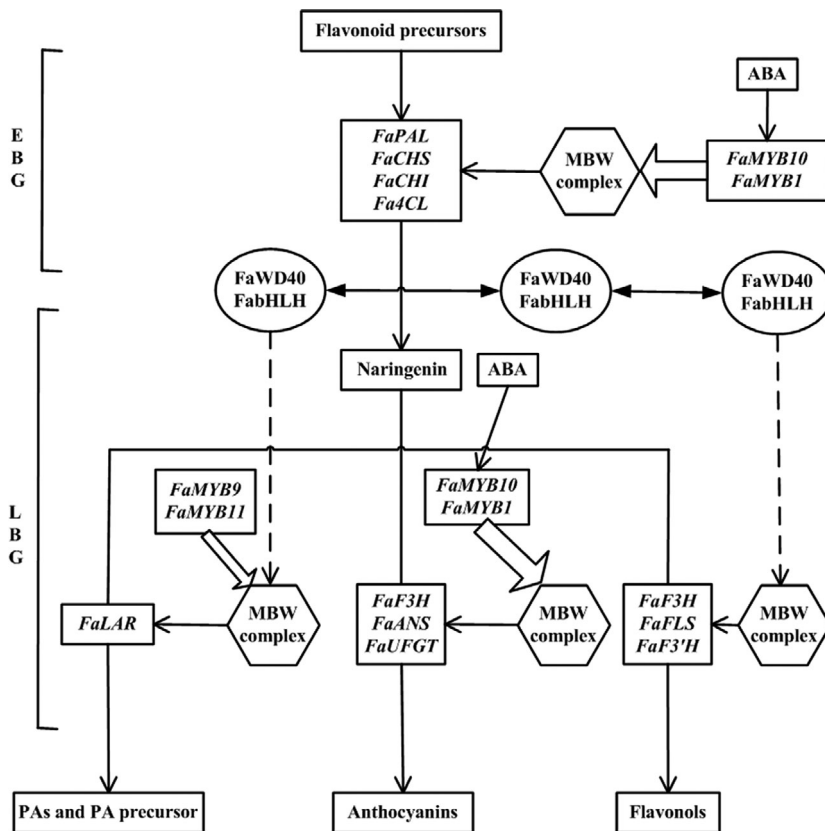 Flavonoid precursors
ABA
E
B
G
FaPAL
FaCHS
FaCHI
Fa4CL
MBW
complex
FaMYB10
FaMYB1
FaWD40
FabHLH
FaWD40
FabHLH
FaWD40
FabHLH
Naringenin
ABA
L
B
G
FaMYB9
FaMYB11
FaMYB10
FaMYB1
FaLAR
MBW
complex
FaF3H
FaANS
FaUFGT
MBW
complex
FaF3H
FaFLS
FaF3'H
MBW
complex
PAs and PA precursor
Anthocyanins
Flavonols